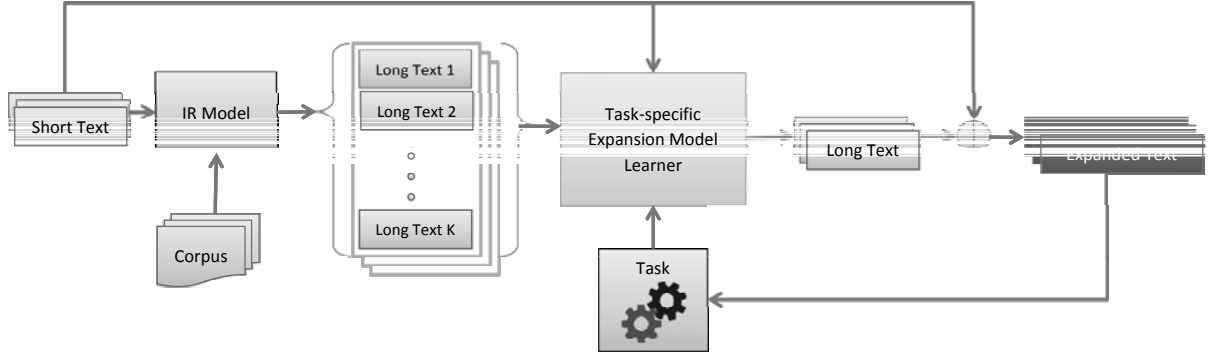 Short Text
IR Model
Corpus
Long Text 1
Long Text 2
Long Text K
Task-specific
Expansion Model
Learner
Long Text
Expanded Text
Task